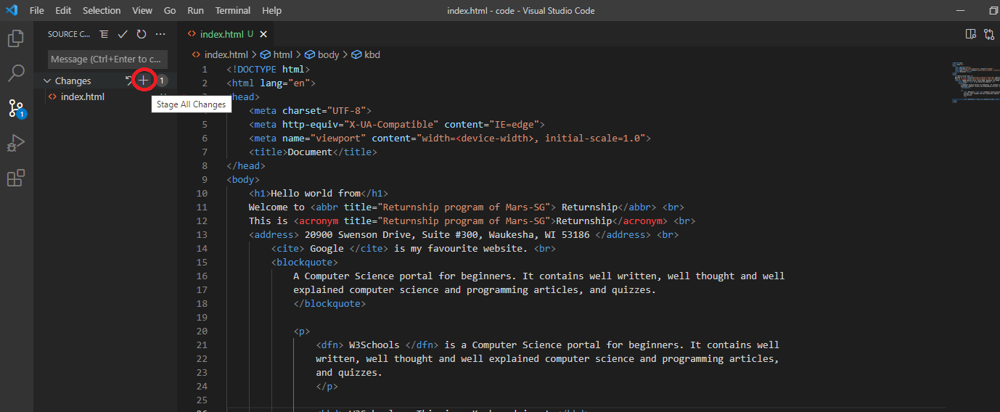 File Edit Selection View Go Run Terminal Help index.html - code - Visual Studio Code
SOURCE C... index.html U
Message (Ctrl+Enter to c... index.html > html > body > kbd
Changes 1
index.html
Stage All Changes
1
1 <!DOCTYPE html>
2 <html lang="en">
<head>
<meta charset="UTF-8">
5 <meta http-equiv="X-UA-Compatible" content="IE=edge">
6 <meta name="viewport" content="width=<device-width>, initial-scale=1.0">
7 <title>Document</title>
8 </head>
9 <body>
10 <h1>Hello world from</h1>
11 Welcome to <abbr title="Returnship program of Mars-SG"> Returnship</abbr> <br>
12 This is <acronym title="Returnship program of Mars-SG">Returnship</acronym> <br>
13 <address> 20900 Swenson Drive, Suite #300, Waukesha, WI 53186 </address> <br>
14 <cite> Google </cite> is my favourite website. <br>
15 <blockquote>
16 A Computer Science portal for beginners. It contains well written, well thought and well
17 explained computer science and programming articles, and quizzes.
18 </blockquote>
19
20 <p>
21 <dfn> W3Schools </dfn> is a Computer Science portal for beginners. It contains well
22 written, well thought and well explained computer science and programming articles,
23 and quizzes.
24 </p>
25